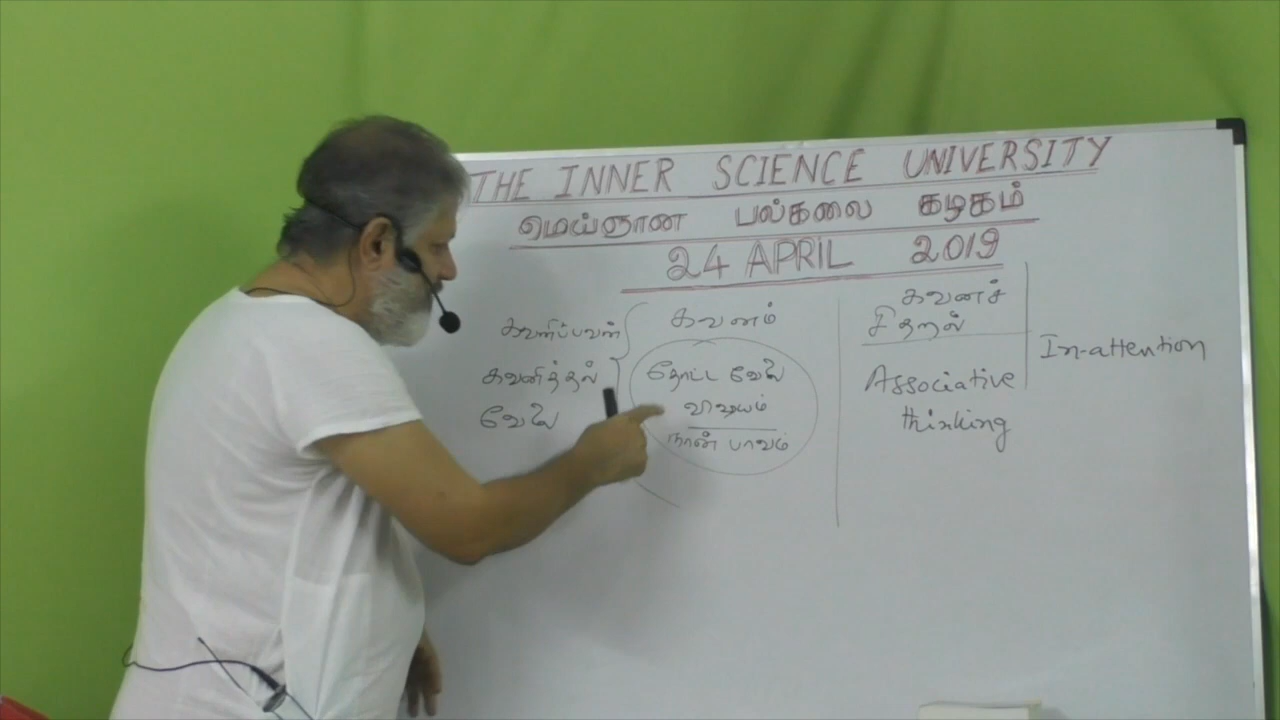 THE INNER SCIENCE UNIVERSITY
மெய்ஞான பல்கலை கழகம்
24 APRIL 2019
கவனிப்பவன்
கவனித்தல்
வேலை
கவனம்
தோட்ட வேலை
விஷயம்
நான் பாவம்
கவனச்
சிதறல்
Associative
thinking
In-attention